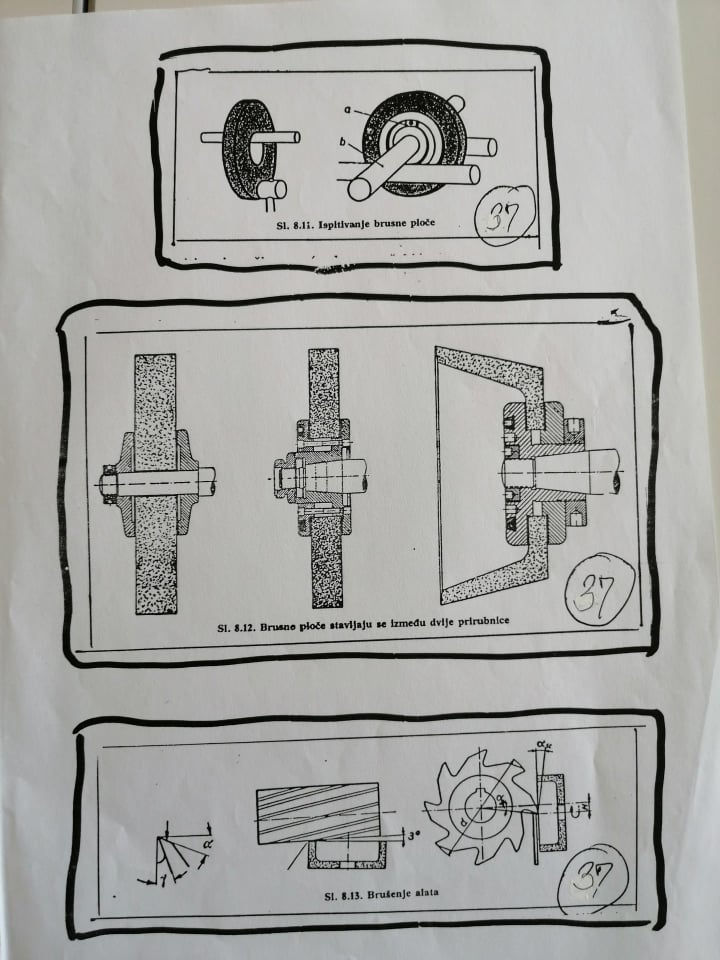 a
b
Sl. 8.11. Ispitivanje brusne ploče
37
Sl. 8.12. Brusne ploče stavljaju se između dvije prirubnice
37
α
γ
3°
d
Sl. 8.13. Brušenje alata
37